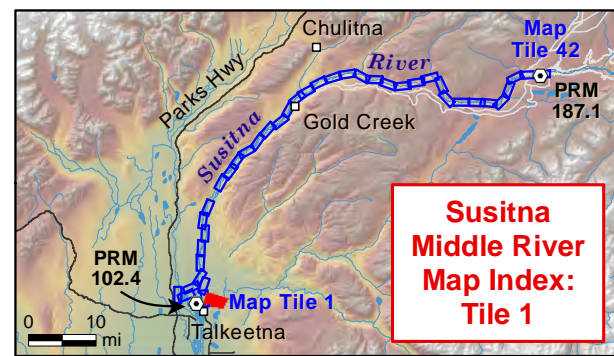 Chulitna
Map
Tile 42
River
Parks Hwy
PRM
187.1
Gold Creek
Susitna
Susitna
Middle River
Map Index:
Tile 1
PRM
102.4
Map Tile 1
Talkeetna
0 10
mi